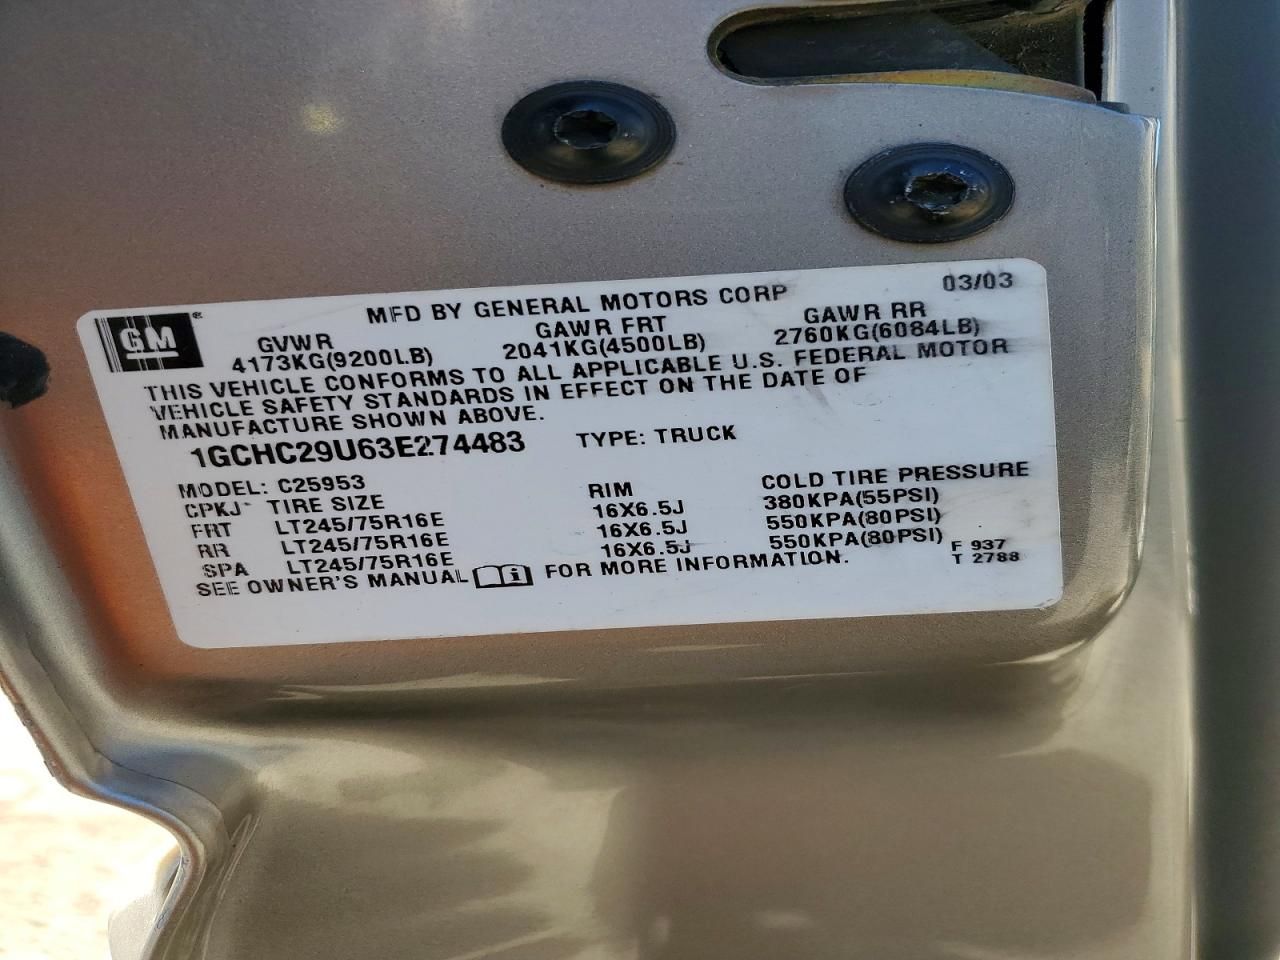 MFD BY GENERAL MOTORS CORP 03/03
GM ®
GVWR GAWR FRT GAWR RR
4173KG(9200LB) 2041KG(4500LB) 2760KG(6084LB)
THIS VEHICLE CONFORMS TO ALL APPLICABLE U.S. FEDERAL MOTOR
VEHICLE SAFETY STANDARDS IN EFFECT ON THE DATE OF
MANUFACTURE SHOWN ABOVE.
1GCHC29U63E274483 TYPE: TRUCK
MODEL: C25953
CPKJ TIRE SIZE RIM COLD TIRE PRESSURE
FRT LT245/75R16E 16X6.5J 380KPA(55PSI)
RR LT245/75R16E 16X6.5J 550KPA(80PSI)
SPA LT245/75R16E 16X6.5J 550KPA(80PSI)
SEE OWNER'S MANUAL i FOR MORE INFORMATION.
F 937
T 2788